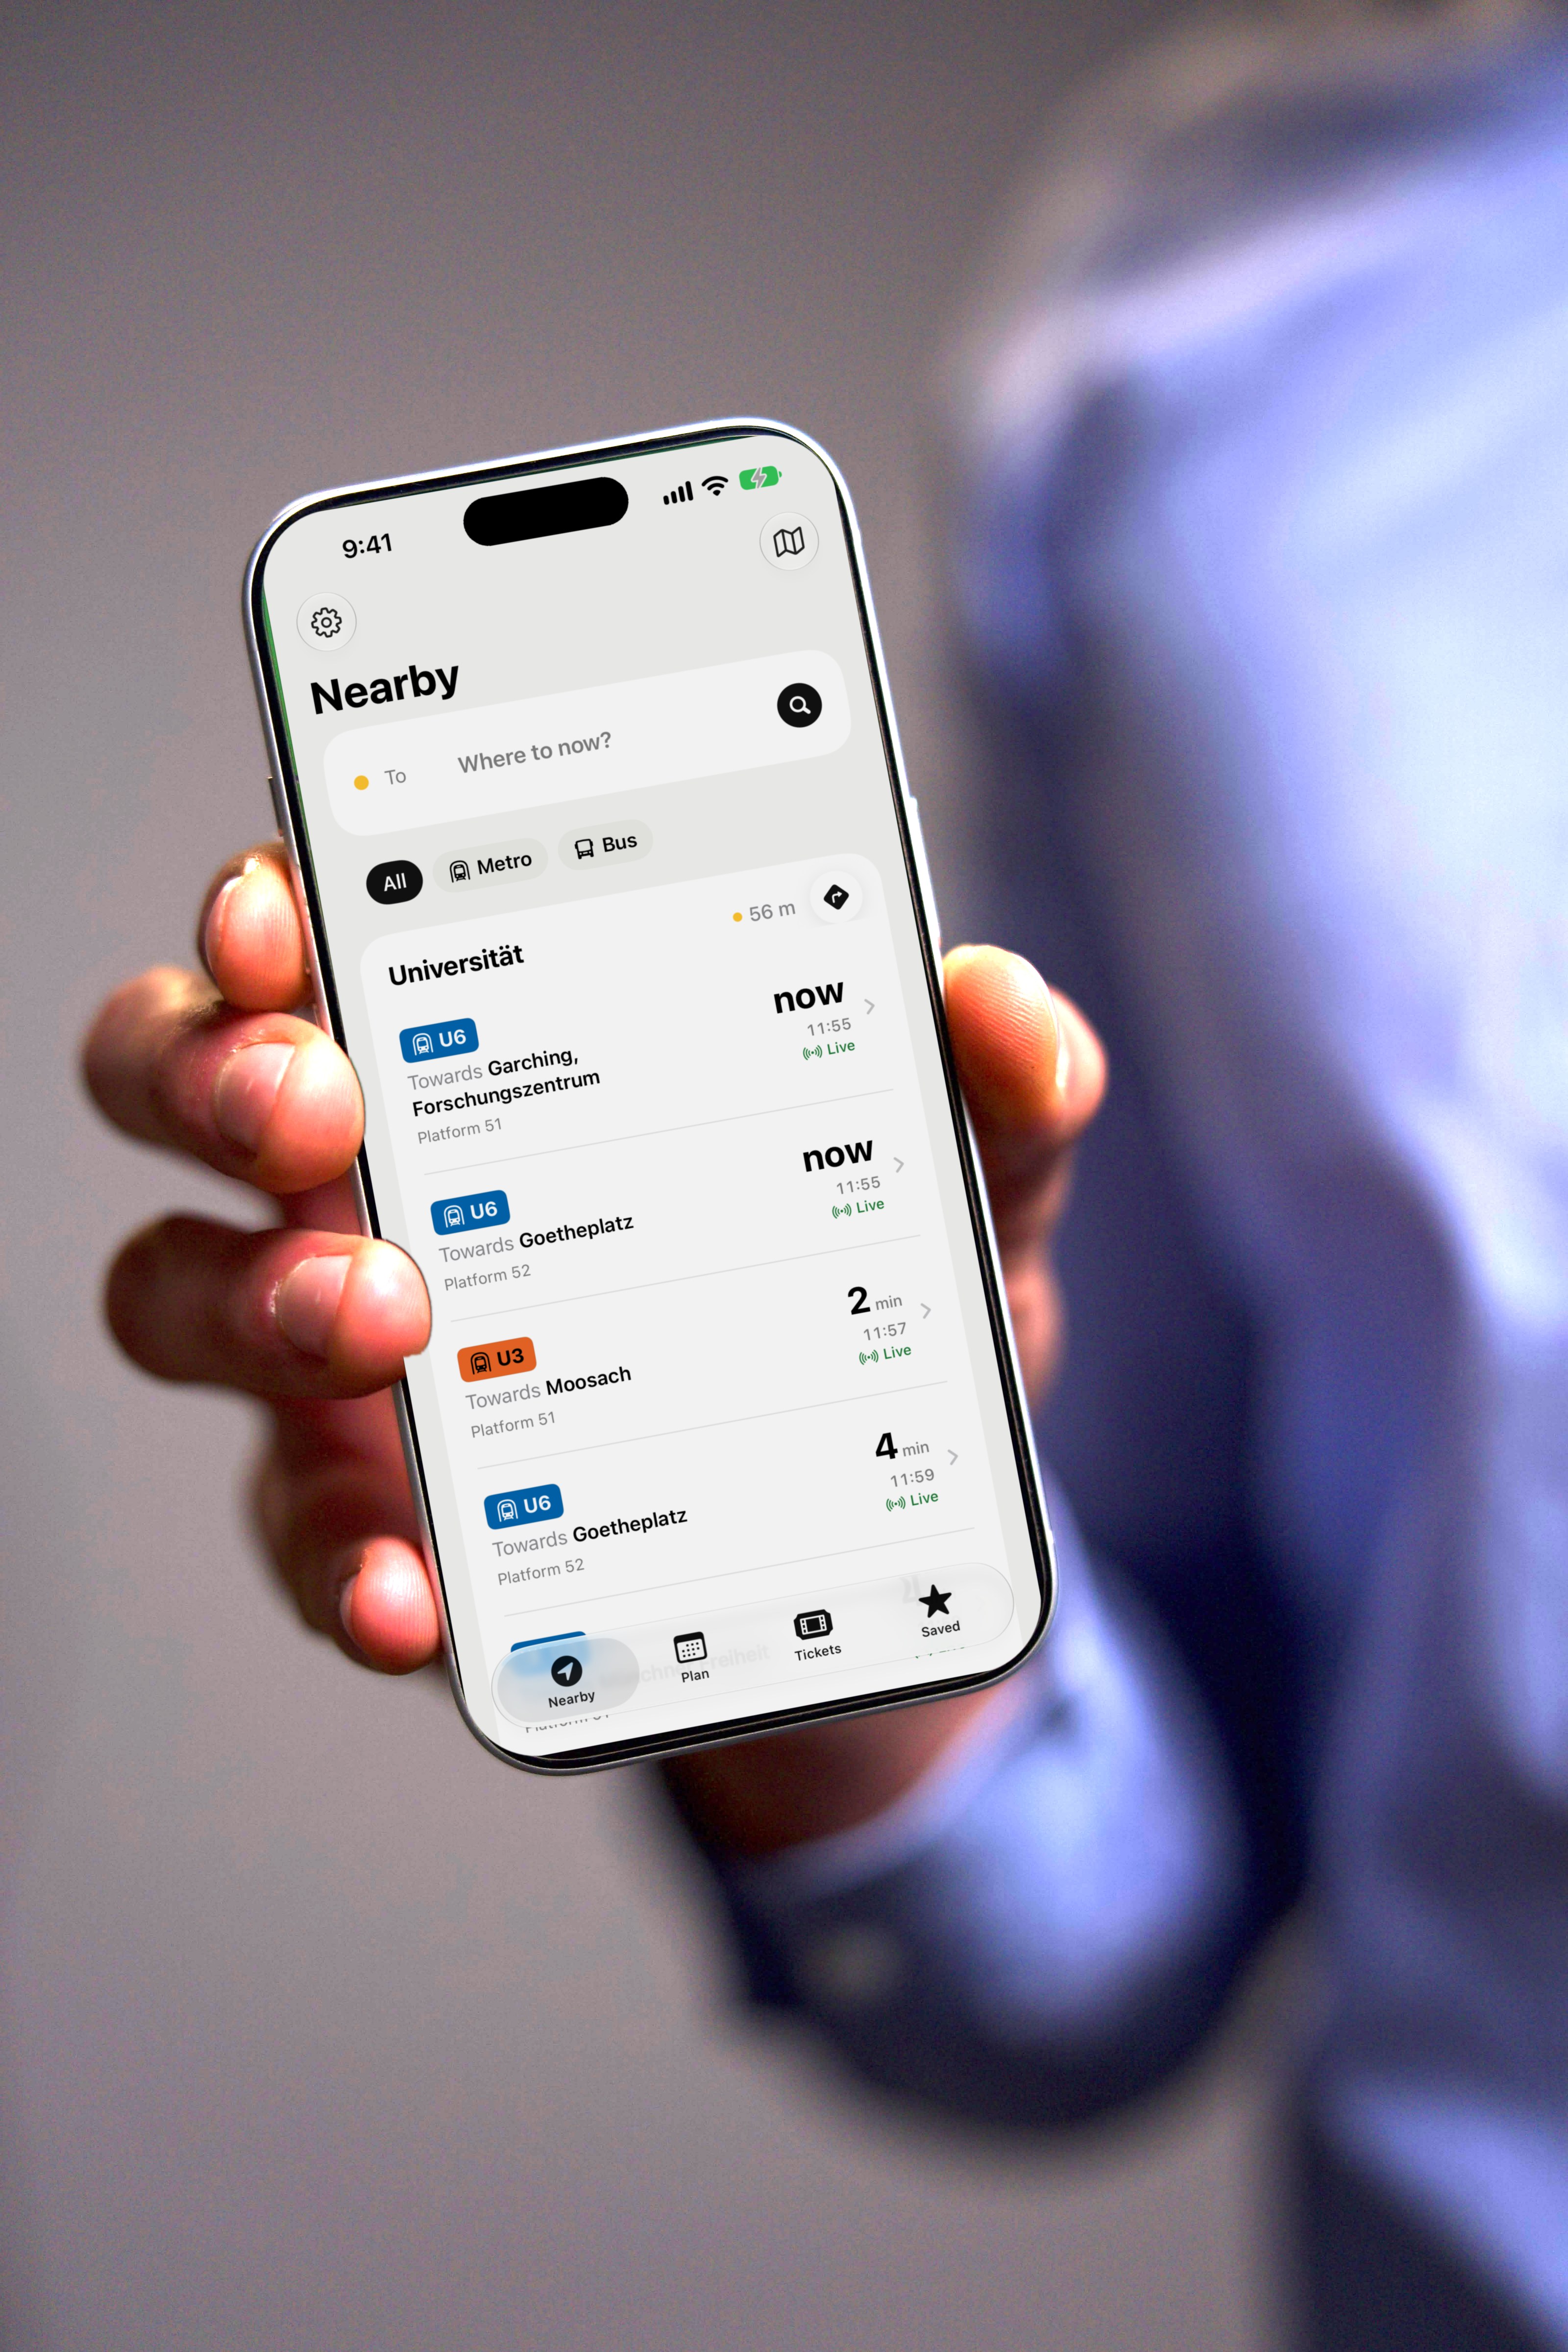 9:41
Nearby
To Where to now?
All Metro Bus
Universität 56 m
U6 now
Towards Garching, 11:55
Forschungszentrum Live
Platform 51
U6 now
Towards Goetheplatz 11:55
Platform 52 Live
U3 2 min
Towards Moosach 11:57
Platform 51 Live
U6 4 min
Towards Goetheplatz 11:59
Platform 52 Live
Nearby Plan Tickets Saved